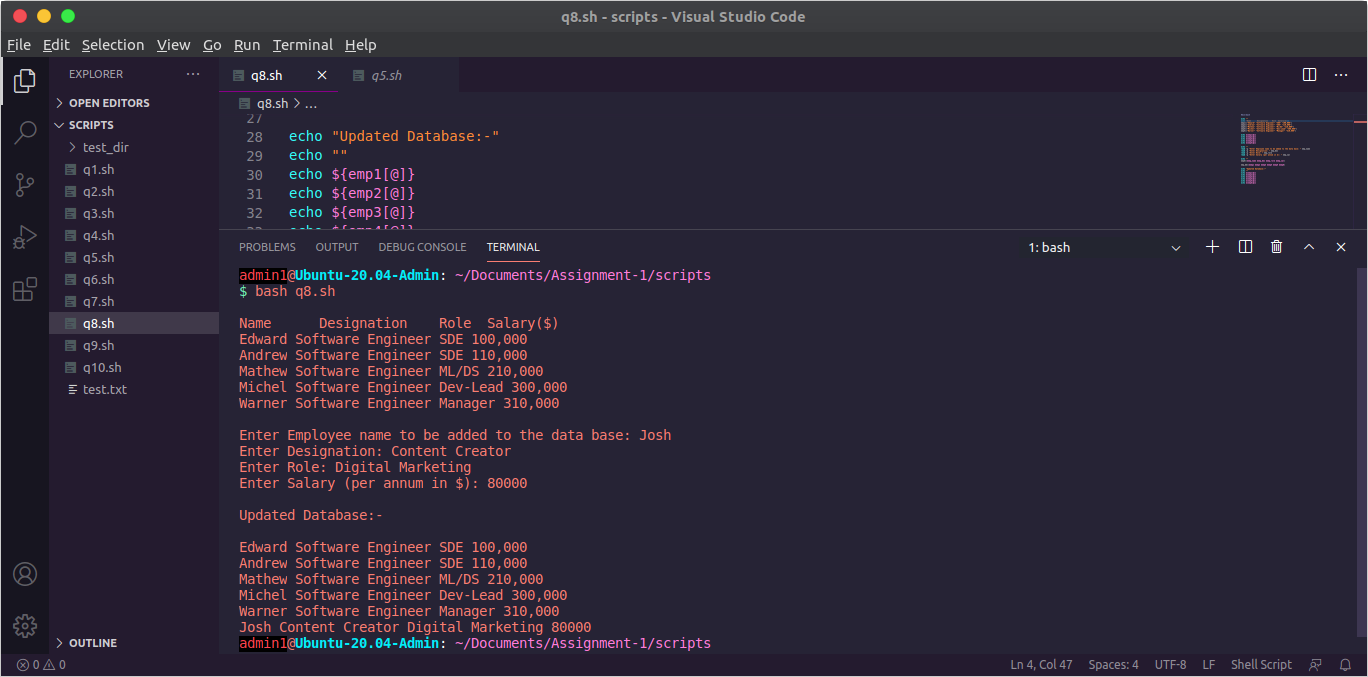 q8.sh - scripts - Visual Studio Code
File Edit Selection View Go Run Terminal Help
EXPLORER ...
OPEN EDITORS
SCRIPTS
test_dir
q1.sh
q2.sh
q3.sh
q4.sh
q5.sh
q6.sh
q7.sh
q8.sh
q9.sh
q10.sh
test.txt
OUTLINE
q8.sh q5.sh
q8.sh > ...
27
28 echo "Updated Database:-"
29 echo ""
30 echo ${emp1[@]}
31 echo ${emp2[@]}
32 echo ${emp3[@]}
33 echo ${emp4[@]}
PROBLEMS OUTPUT DEBUG CONSOLE TERMINAL 1: bash
admin1@Ubuntu-20.04-Admin: ~/Documents/Assignment-1/scripts
$ bash q8.sh
Name Designation Role Salary($)
Edward Software Engineer SDE 100,000
Andrew Software Engineer SDE 110,000
Mathew Software Engineer ML/DS 210,000
Michel Software Engineer Dev-Lead 300,000
Warner Software Engineer Manager 310,000
Enter Employee name to be added to the data base: Josh
Enter Designation: Content Creator
Enter Role: Digital Marketing
Enter Salary (per annum in $): 80000
Updated Database:-
Edward Software Engineer SDE 100,000
Andrew Software Engineer SDE 110,000
Mathew Software Engineer ML/DS 210,000
Michel Software Engineer Dev-Lead 300,000
Warner Software Engineer Manager 310,000
Josh Content Creator Digital Marketing 80000
admin1@Ubuntu-20.04-Admin: ~/Documents/Assignment-1/scripts
0 0 Ln 4, Col 47 Spaces: 4 UTF-8 LF Shell Script